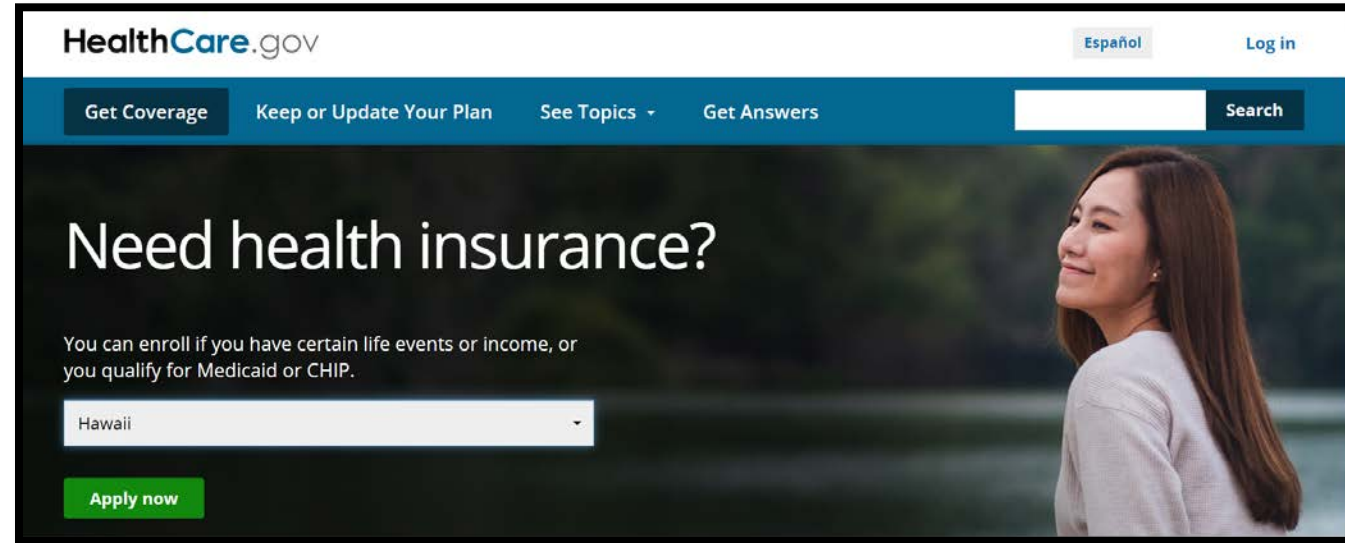 HealthCare.gov
Español
Log in
Get Coverage
Keep or Update Your Plan
See Topics
Get Answers
Search
Need health insurance?
You can enroll if you have certain life events or income, or
you qualify for Medicaid or CHIP.
Hawaii
Apply now